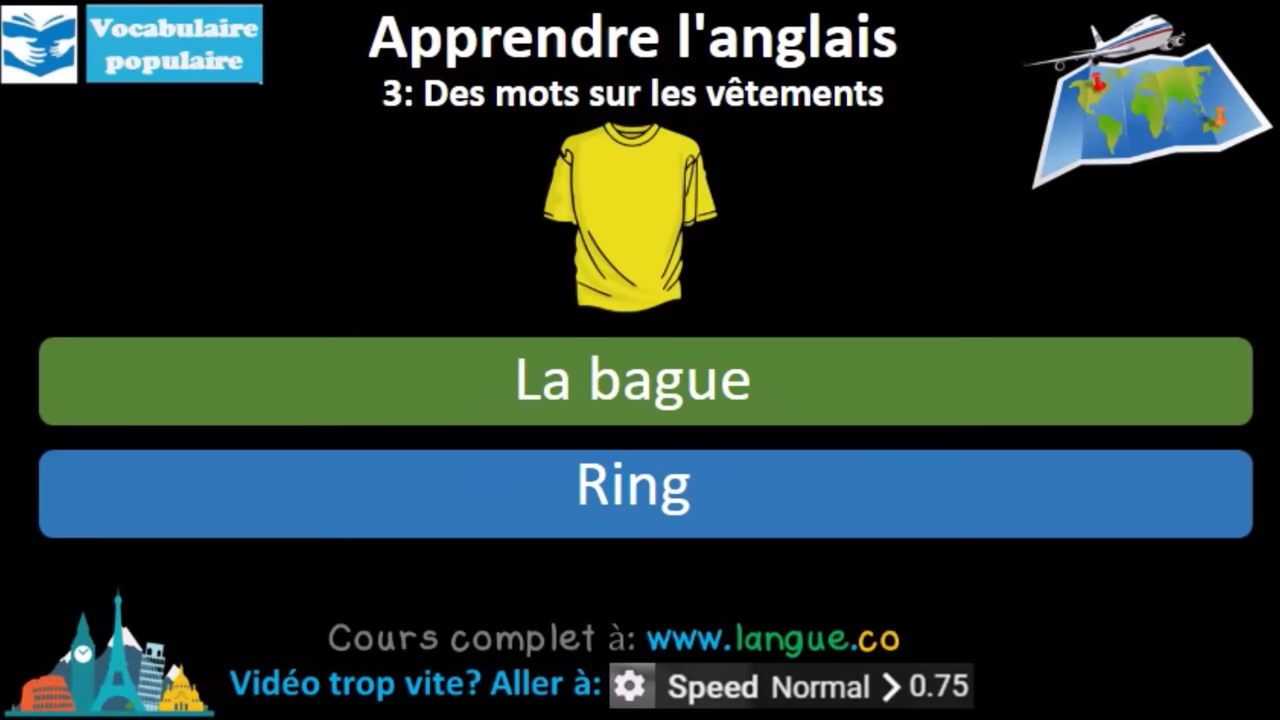 Vocabulaire
populaire
Apprendre l'anglais
3: Des mots sur les vêtements
La bague
Ring
Cours complet à: www.langue.co
Vidéo trop vite? Aller à: Speed Normal > 0.75